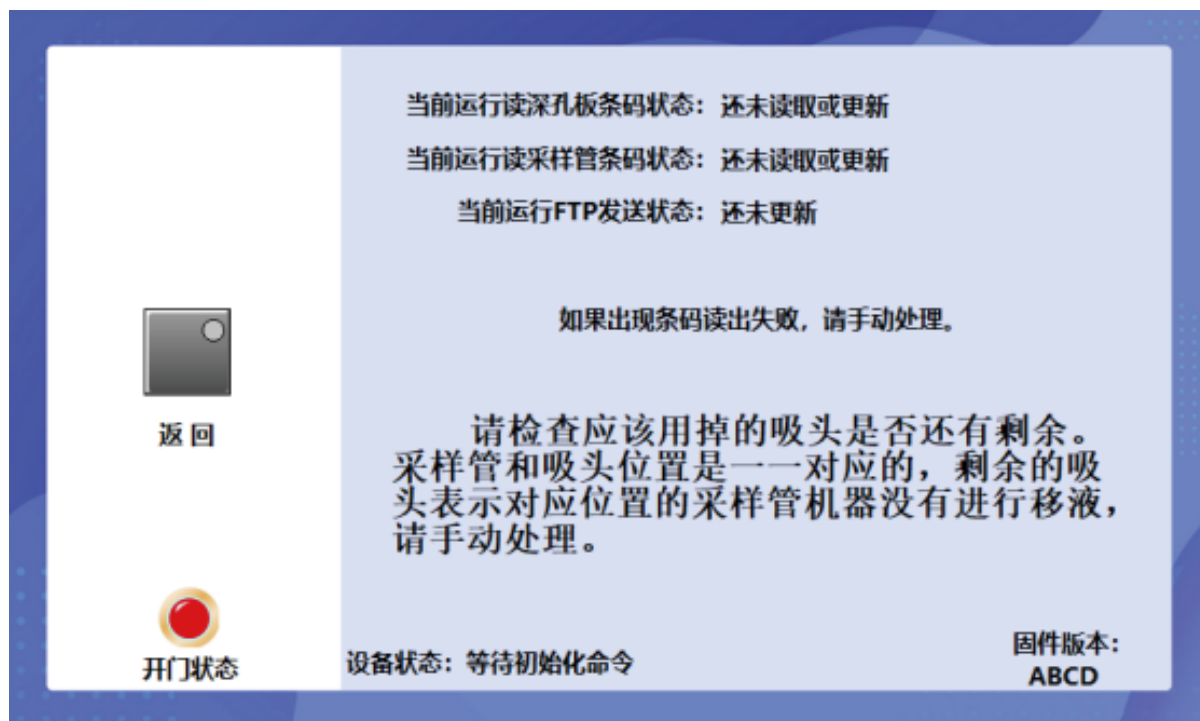 当前运行读深孔板条码状态：还未读取或更新
当前运行读采样管条码状态：还未读取或更新
当前运行FTP发送状态：还未更新
如果出现条码读出失败，请手动处理。
返回
请检查应该用掉的吸头是否还有剩余。
采样管和吸头位置是一一对应的，剩余的吸
头表示对应位置的采样管机器没有进行移液，
请手动处理。
开门状态
设备状态：等待初始化命令
固件版本：
ABCD